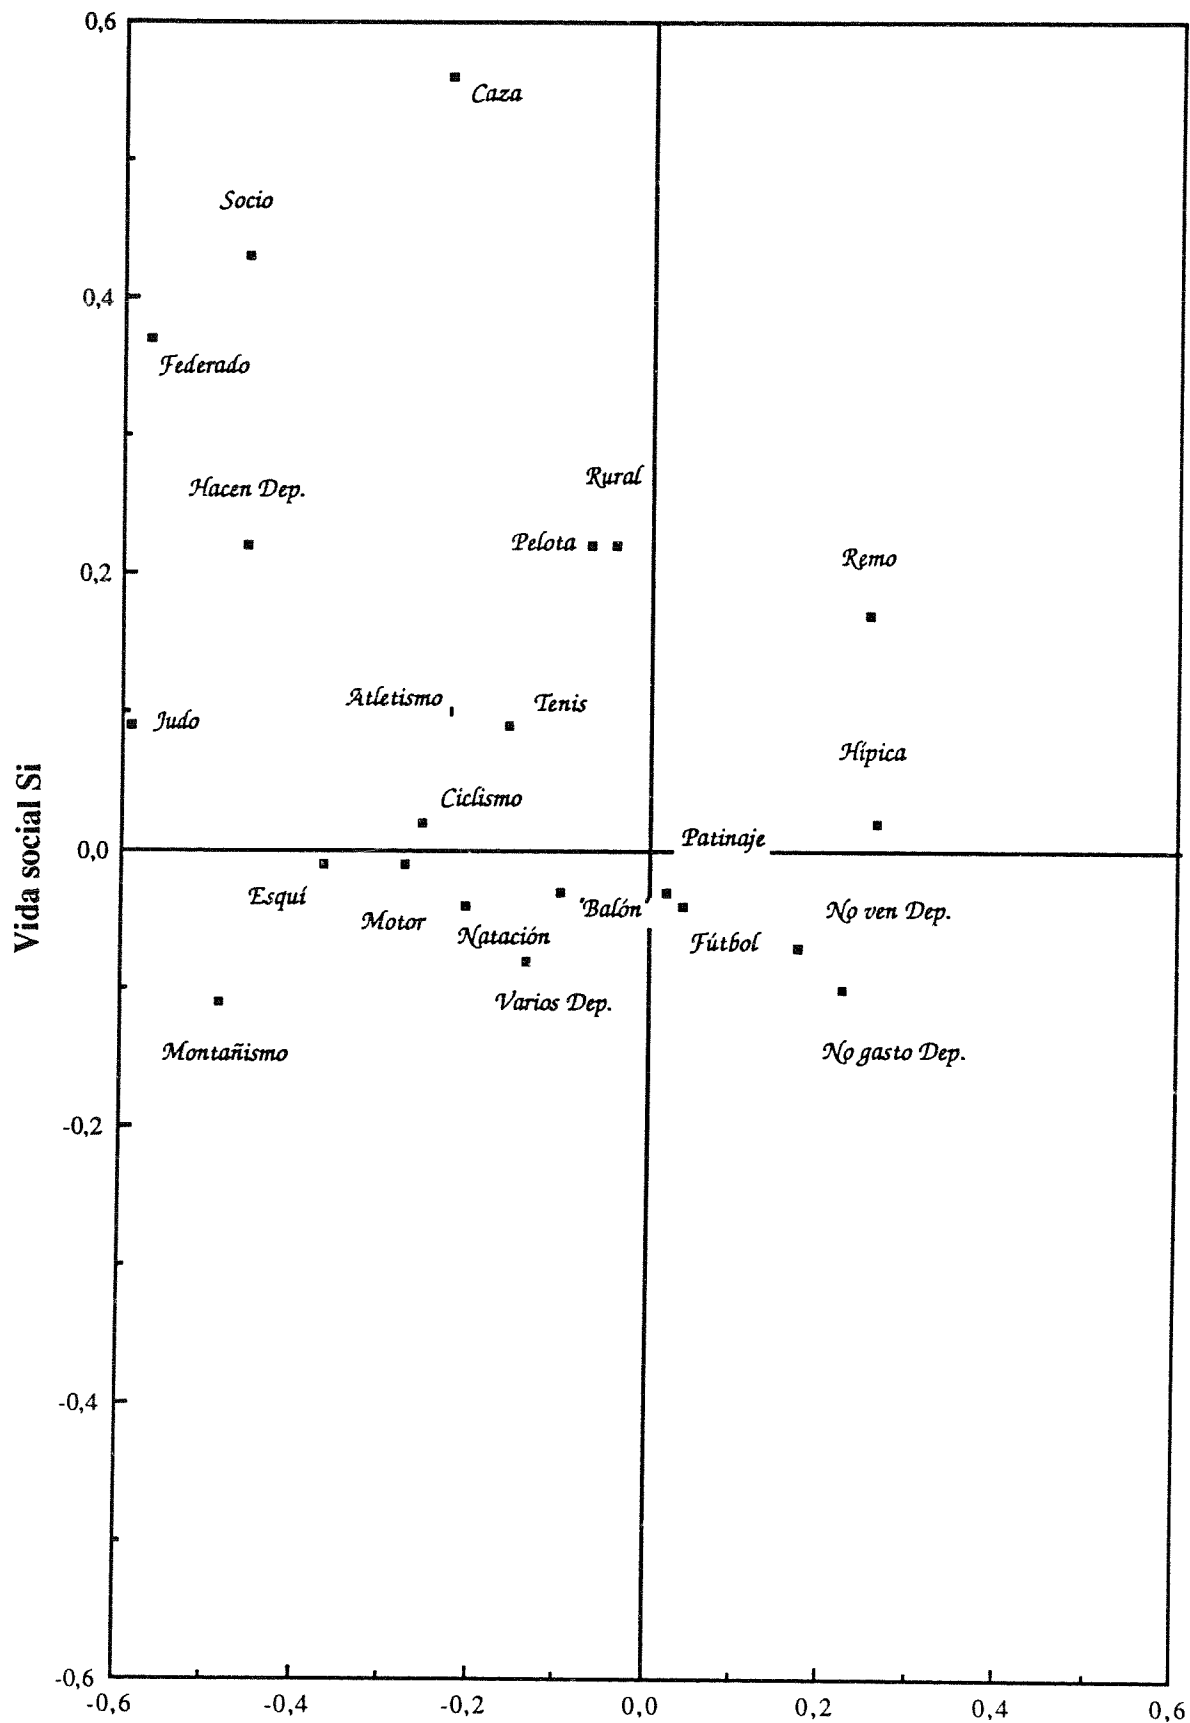 0,6
Caza
Socio
0,4
Federado
Rural
Hacen Dep.
Pelota
Remo
0,2
Atletismo
Tenis
Judo
Hípica
Ciclismo
Patinaje
0,0
Vida social Si
Esquí
Balón
No ven Dep.
Motor
Natación
Fútbol
Varios Dep.
Montañismo
No gasto Dep.
-0,2
-0,4
-0,6
-0,6 -0,4 -0,2 0,0 0,2 0,4 0,6